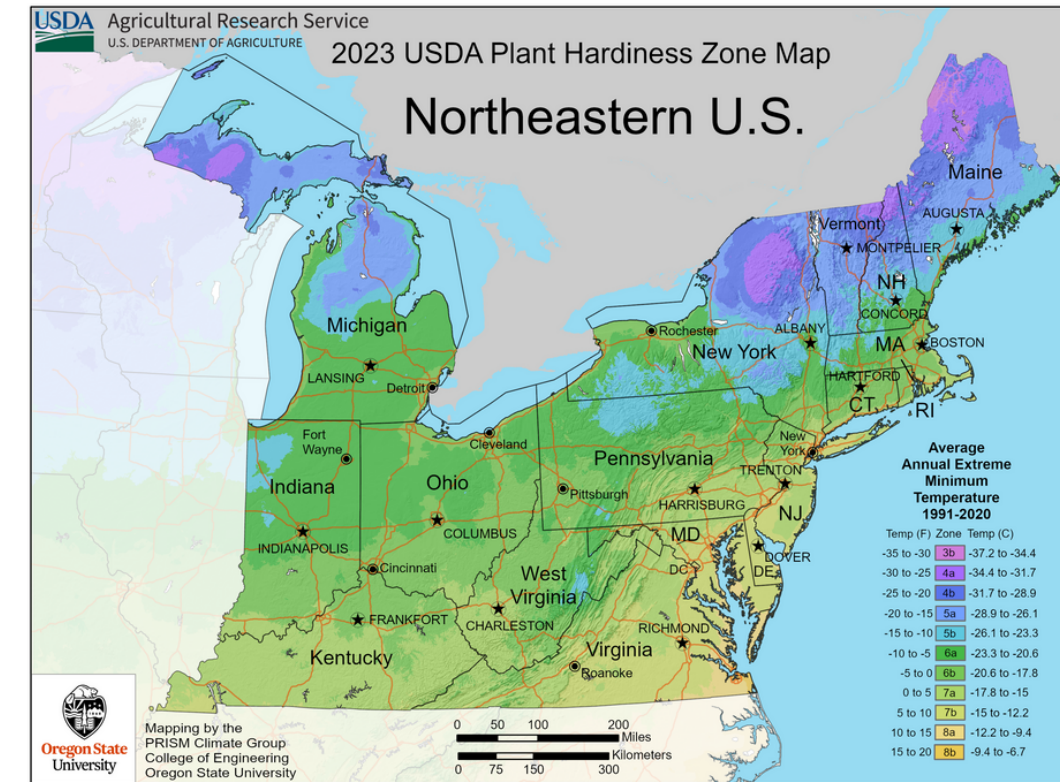 USDA
Agricultural Research Service
U.S. DEPARTMENT OF AGRICULTURE
2023 USDA Plant Hardiness Zone Map
Northeastern U.S.
Maine
AUGUSTA
Vermont
MONTPELIER
NH
CONCORD
Michigan
Rochester
ALBANY
New York
MA
BOSTON
LANSING
Detroit
HARTFORD
CT
RI
Fort
Wayne
Cleveland
New
York
Indiana
Ohio
Pennsylvania
TRENTON
Pittsburgh
HARRISBURG
NJ
INDIANAPOLIS
COLUMBUS
MD
DOVER
DC
DE
Cincinnati
West
Virginia
FRANKFORT
CHARLESTON
RICHMOND
Kentucky
Virginia
Roanoke
Average
Annual Extreme
Minimum
Temperature
1991-2020
Temp (F) Zone Temp (C)
-35 to -30 3b -37.2 to -34.4
-30 to -25 4a -34.4 to -31.7
-25 to -20 4b -31.7 to -28.9
-20 to -15 5a -28.9 to -26.1
-15 to -10 5b -26.1 to -23.3
-10 to -5 6a -23.3 to -20.6
-5 to 0 6b -20.6 to -17.8
0 to 5 7a -17.8 to -15
5 to 10 7b -15 to -12.2
10 to 15 8a -12.2 to -9.4
15 to 20 8b -9.4 to -6.7
Oregon State
University
Mapping by the
PRISM Climate Group
College of Engineering
Oregon State University
0 50 100 200
Miles
Kilometers
0 75 150 300